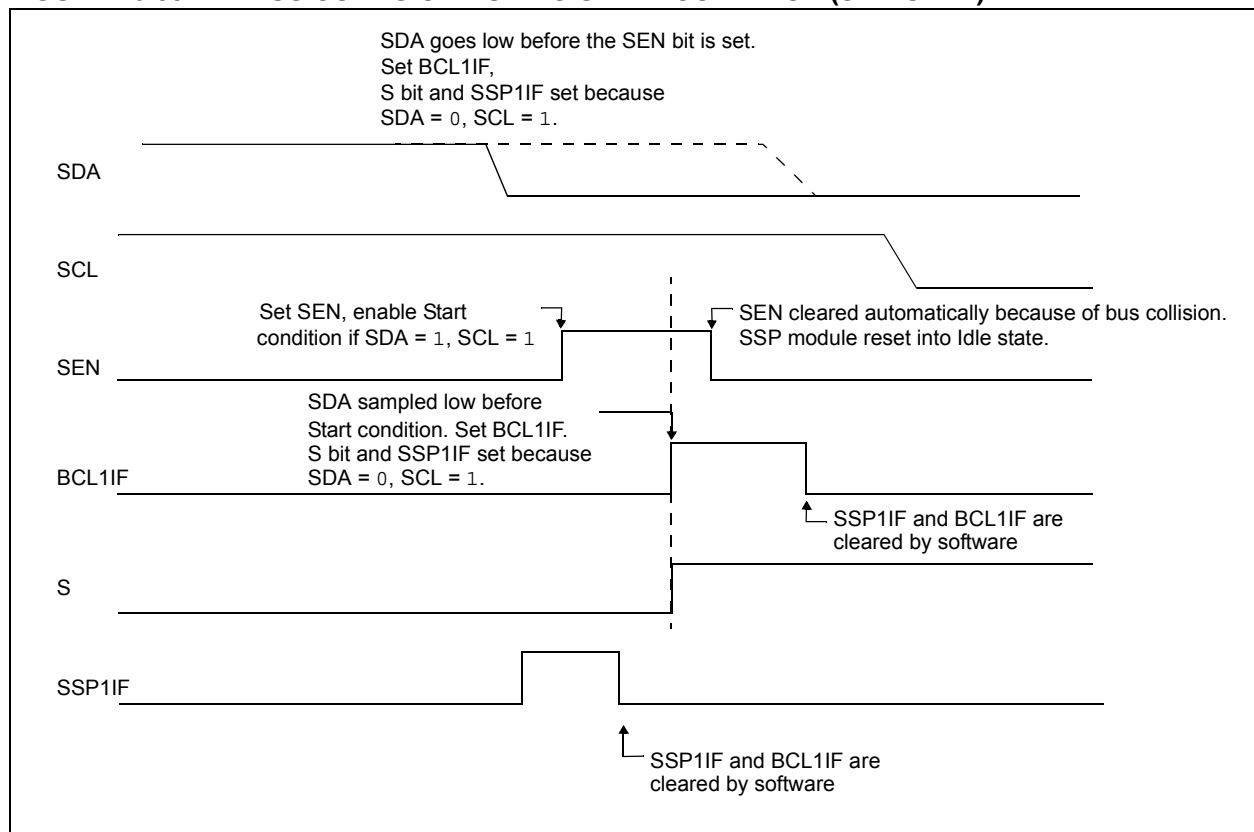 SDA goes low before the SEN bit is set.
Set BCL1IF,
S bit and SSP1IF set because
SDA = 0, SCL = 1.
SDA
SCL
Set SEN, enable Start
condition if SDA = 1, SCL = 1
SEN cleared automatically because of bus collision.
SSP module reset into Idle state.
SEN
SDA sampled low before
Start condition. Set BCL1IF.
S bit and SSP1IF set because
SDA = 0, SCL = 1.
BCL1IF
SSP1IF and BCL1IF are
cleared by software
S
SSP1IF
SSP1IF and BCL1IF are
cleared by software